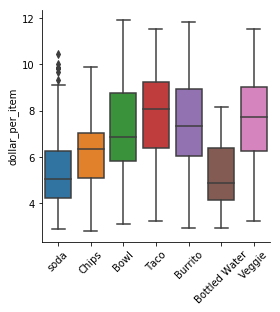 dollar_per_item
12
10
8
6
4
soda
Chips
Bowl
Taco
Burrito
Bottled Water
Veggie